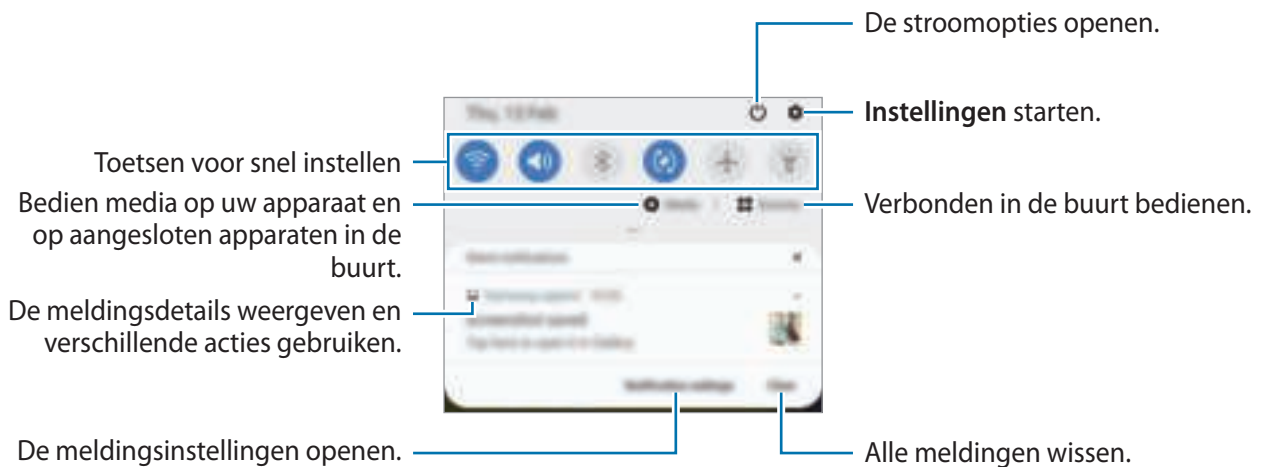 De stroomopties openen.
Instellingen starten.
Toetsen voor snel instellen
Bedien media op uw apparaat en
op aangesloten apparaten in de
buurt.
Verbonden in de buurt bedienen.
De meldingsdetails weergeven en
verschillende acties gebruiken.
De meldingsinstellingen openen.
Alle meldingen wissen.